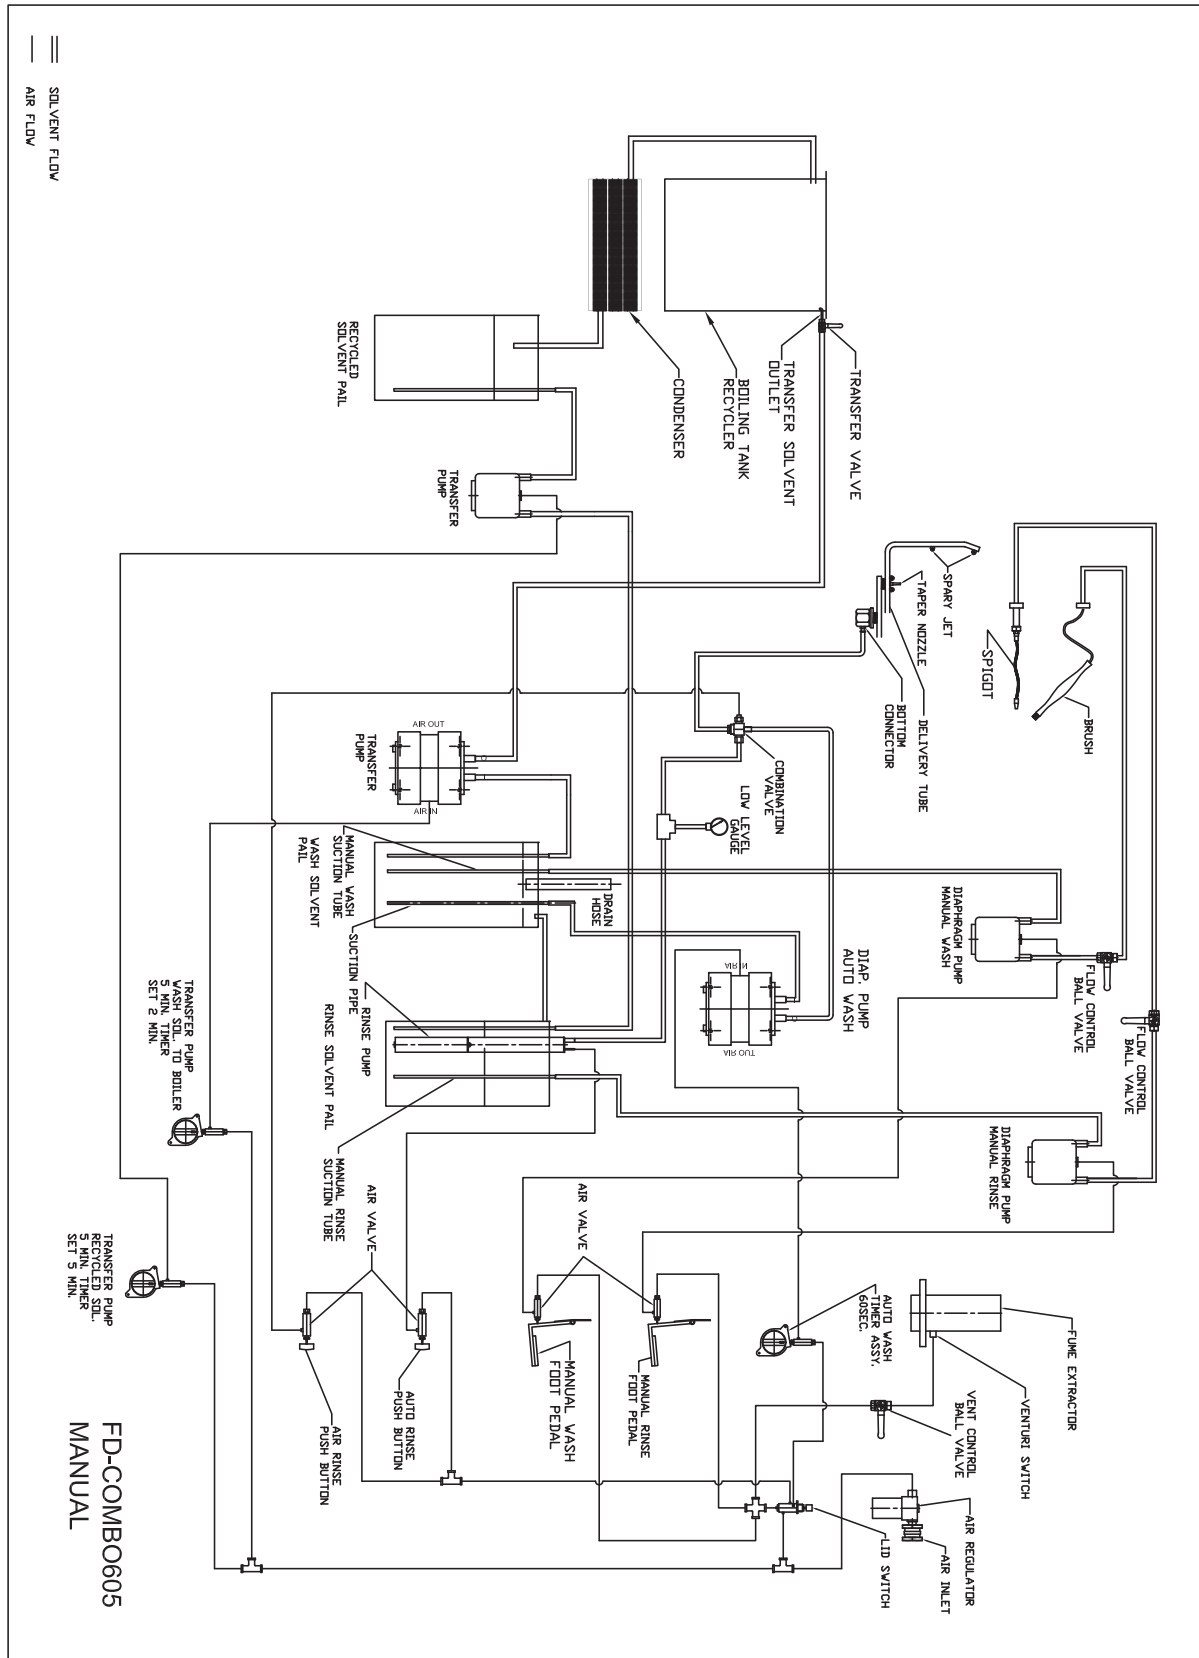 FUME EXTRACTOR
VENTURI SWITCH
AIR REGULATOR
AIR INLET
VENT CONTROL
BALL VALVE
LID SWITCH
AUTO WASH
TIMER ASSY.
60SEC.
FLOW CONTROL
BALL VALVE
FLOW CONTROL
BALL VALVE
DIAPHRAGM PUMP
MANUAL RINSE
DIAPHRAGM PUMP
MANUAL WASH
BRUSH
SPIGOT
SPARY JET
TAPER NOZZLE
DELIVERY TUBE
BOTTOM
CONNECTOR
TRANSFER VALVE
TRANSFER SOLVENT
OUTLET
BOILING TANK
RECYCLER
CONDENSER
COMBINATION
VALVE
LOW LEVEL
GAUGE
DIAP. PUMP
AUTO WASH
AIR IN
AIR OUT
DRAIN
HOSE
AIR VALVE
MANUAL RINSE
FOOT PEDAL
MANUAL WASH
FOOT PEDAL
AIR OUT
AIR IN
TRANSFER
PUMP
TRANSFER
PUMP
RECYCLED
SOLVENT PAIL
MANUAL WASH
SUCTION TUBE
WASH SOLVENT
PAIL
SUCTION PIPE
RINSE PUMP
RINSE SOLVENT PAIL
MANUAL RINSE
SUCTION TUBE
AIR VALVE
AUTO RINSE
PUSH BUTTON
AIR RINSE
PUSH BUTTON
TRANSFER PUMP
WASH SOL. TO BOILER
5 MIN. TIMER
SET 2 MIN.
TRANSFER PUMP
RECYCLED SOL.
5 MIN. TIMER
SET 5 MIN.
SOLVENT FLOW
AIR FLOW
FD-COMBO605
MANUAL